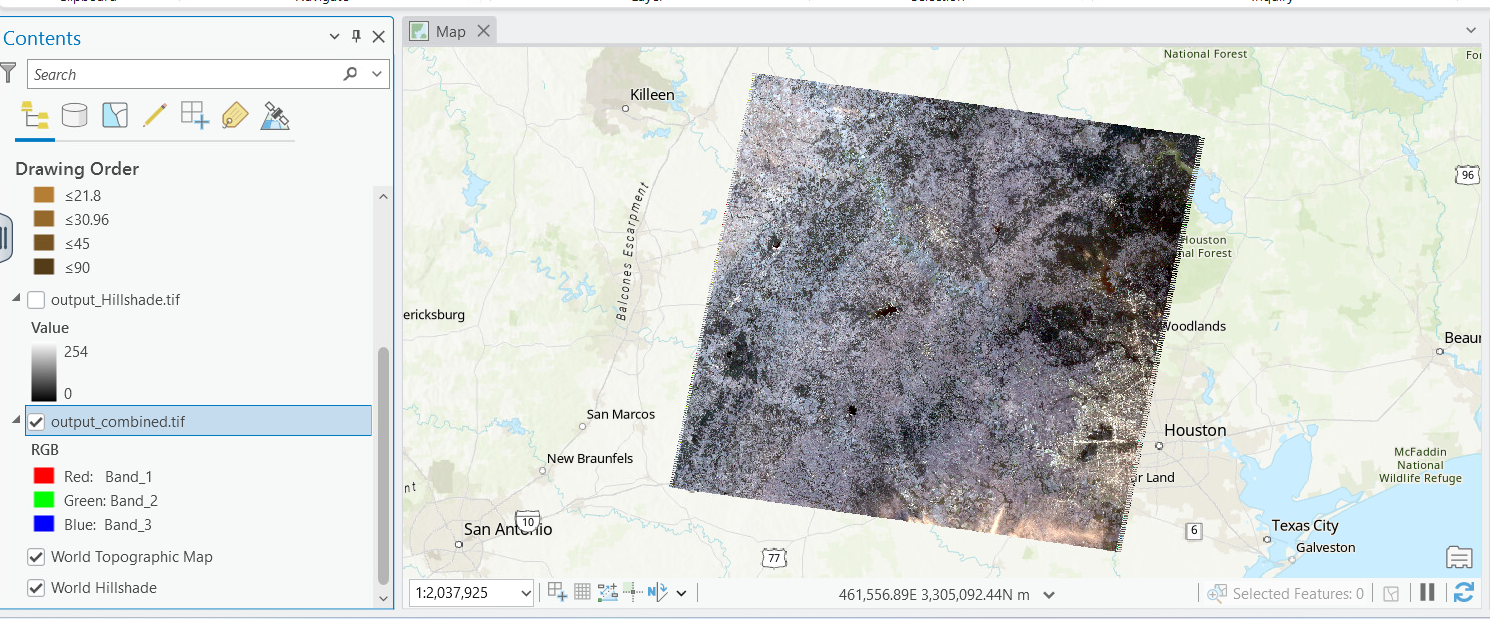 Contents
Map
Search
Drawing Order
≤21.8
≤30.96
≤45
≤90
output_Hillshade.tif
Value
254
0
output_combined.tif
RGB
Red: Band_1
Green: Band_2
Blue: Band_3
World Topographic Map
World Hillshade
National Forest
Killeen
96
Balcones Escarpment
Houston
nal Forest
ericksburg
Woodlands
Beau
San Marcos
Houston
New Braunfels
McFaddin
National
Wildlife Refuge
nt
r Land
10
San Antonio
6
Texas City
Galveston
77
1:2,037,925
461,556.89E 3,305,092.44N m
Selected Features: 0